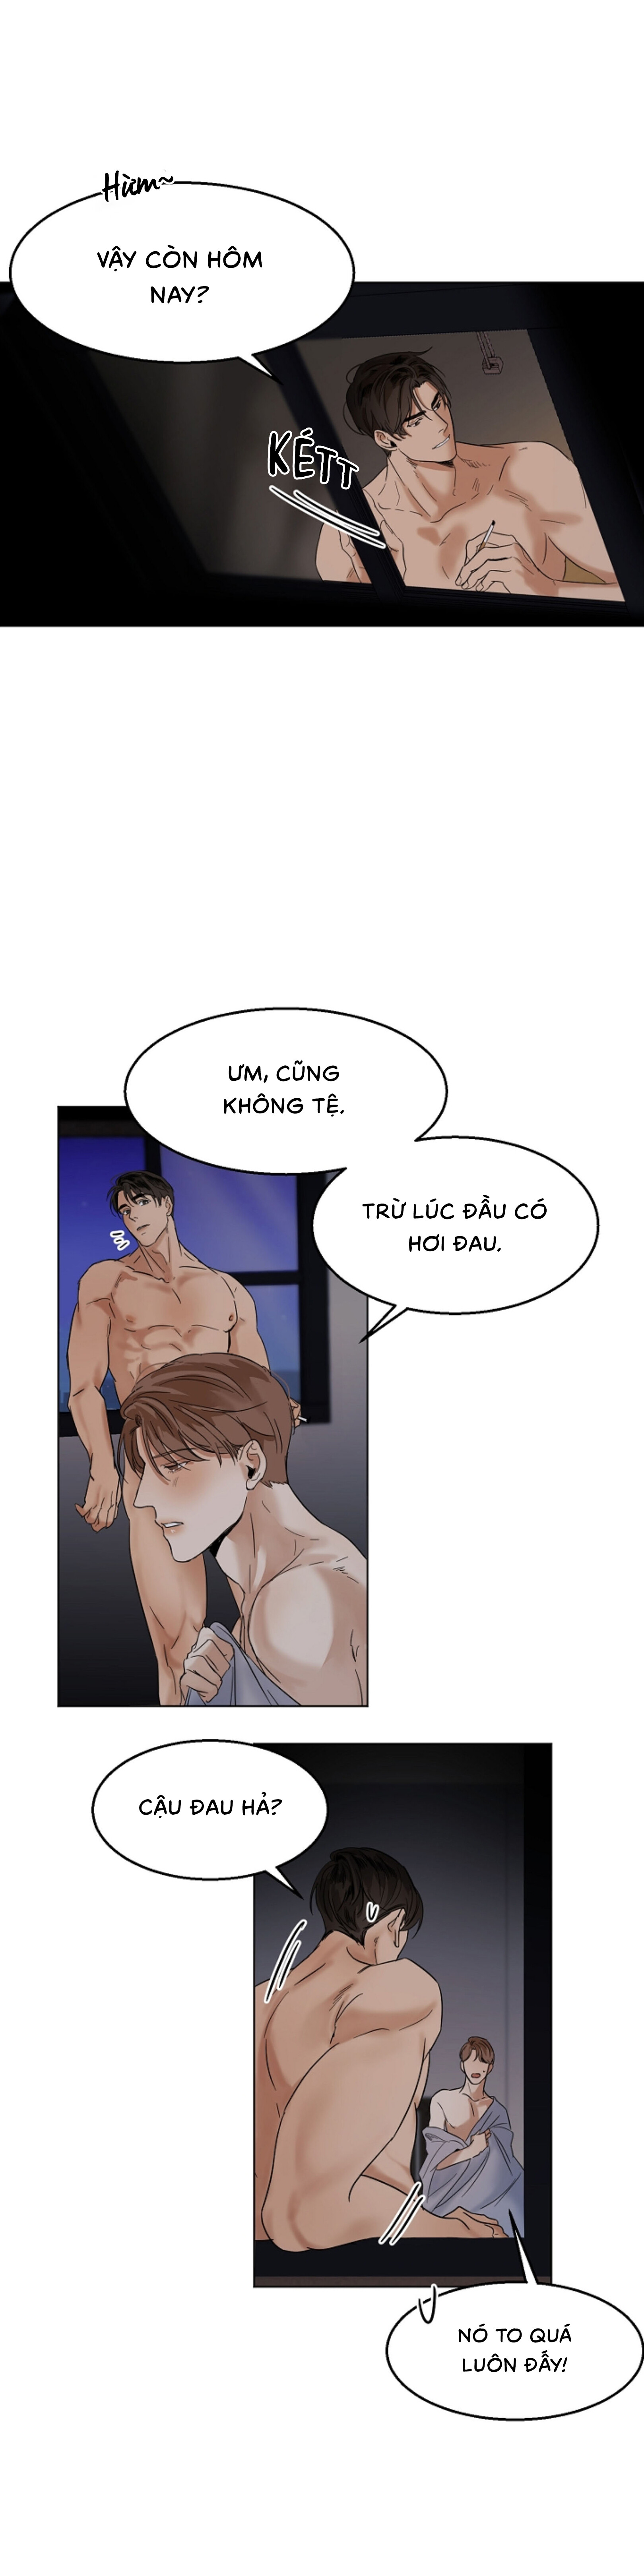 Hừm~
VẬY CÒN HÔM
NAY?
KÉTT
ƯM, CŨNG
KHÔNG TỆ.
TRỪ LÚC ĐẦU CÓ
HƠI ĐAU.
CẬU ĐAU HẢ?
NÓ TO QUÁ
LUÔN ĐẤY!